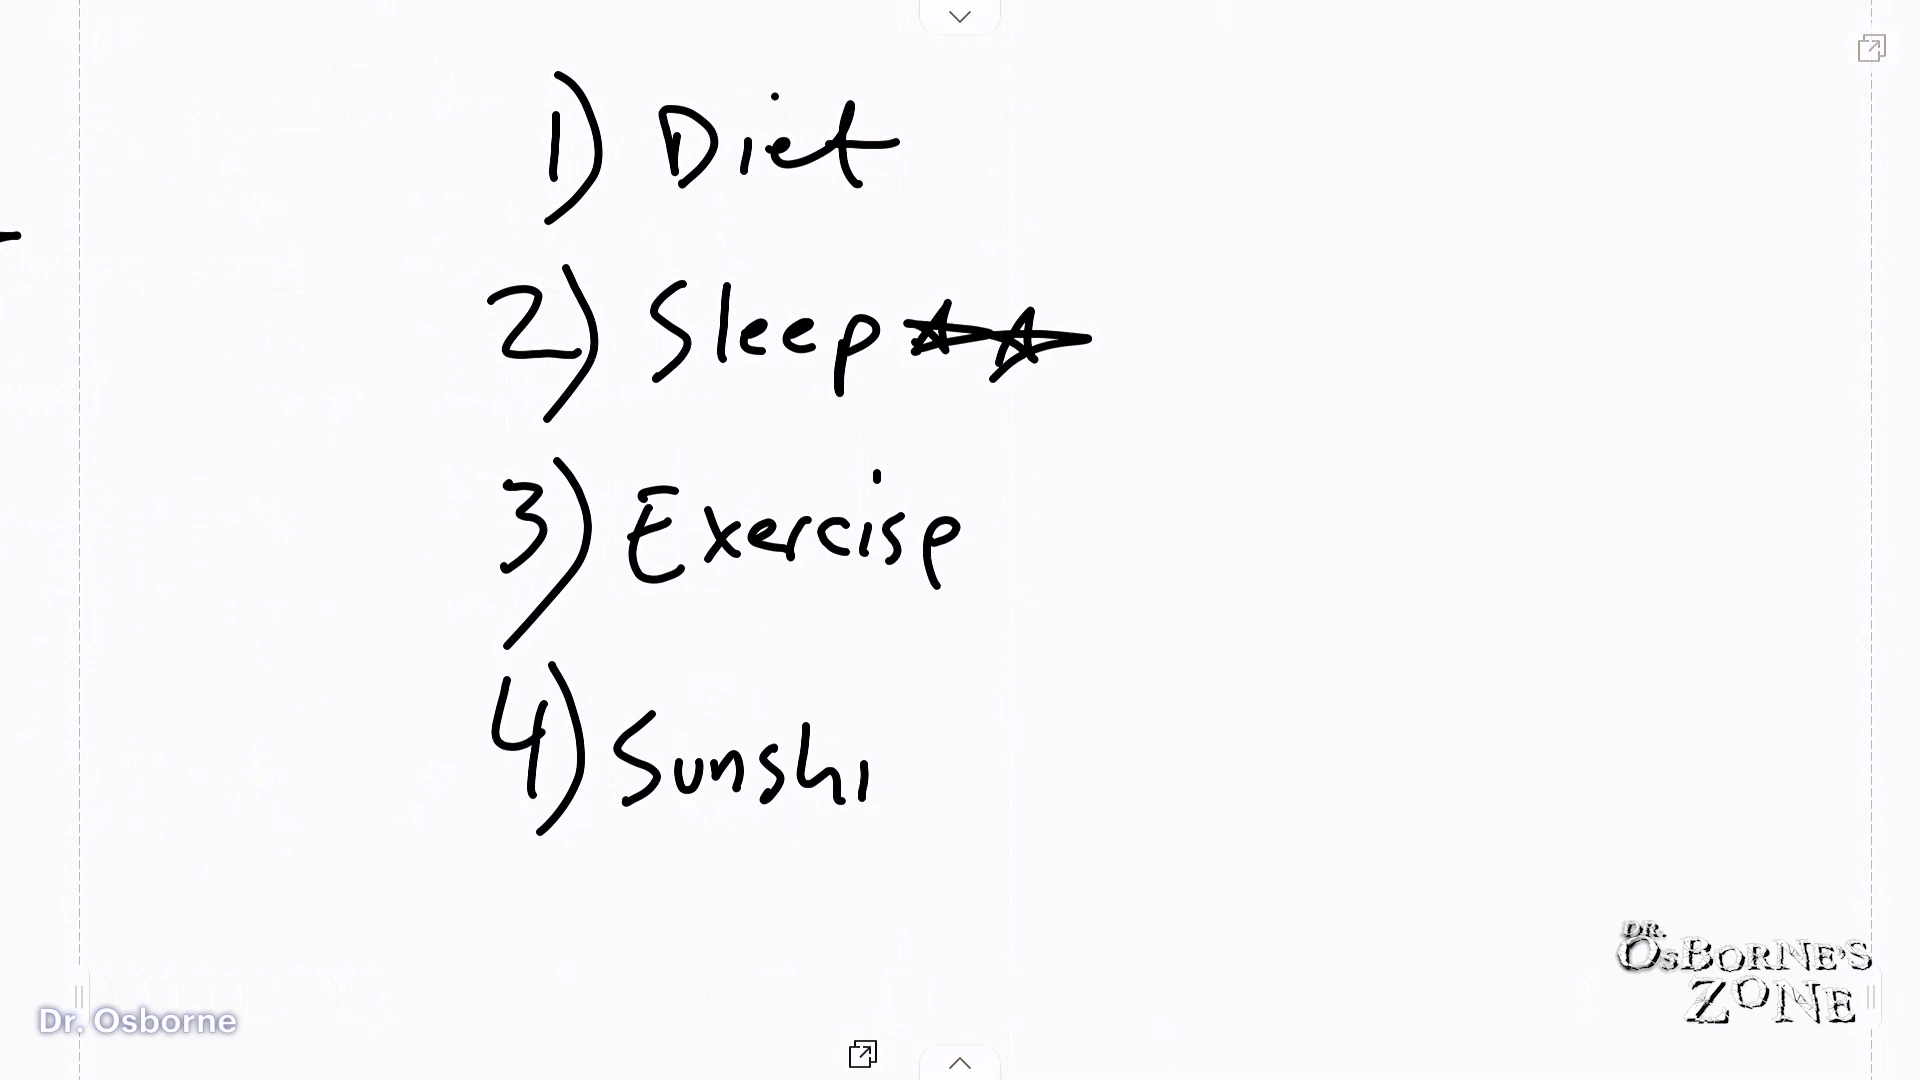 1) Diet
2) Sleep
3) Exercise
4) Sunshi
DR.
OSBORNE'S
ZONE
Dr. Osborne